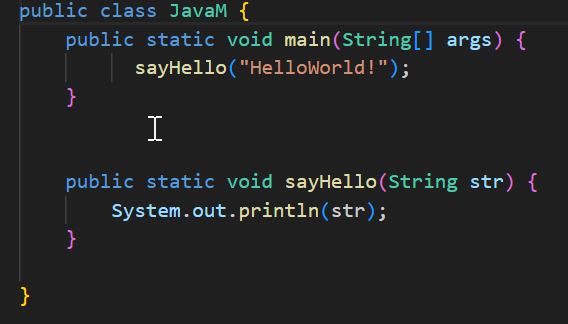 public class JavaM {
    public static void main(String[] args) {
          sayHello("HelloWorld!");
    }
    public static void sayHello(String str) {
        System.out.println(str);
    }
}